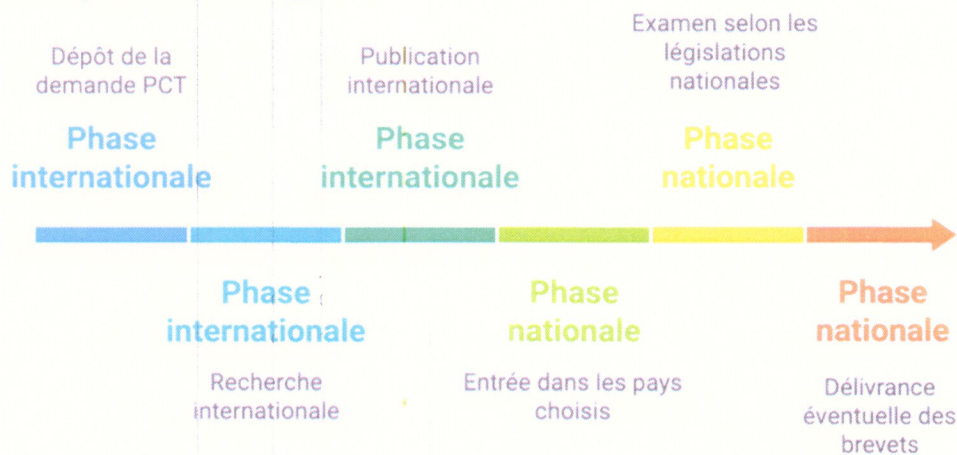 Dépôt de la
demande PCT
Phase
internationale
Phase
internationale
Recherche
internationale
Publication
internationale
Phase
internationale
Phase
nationale
Entrée dans les pays
choisis
Examen selon les
législations
nationales
Phase
nationale
Phase
nationale
Délivrance
éventuelle des
brevets